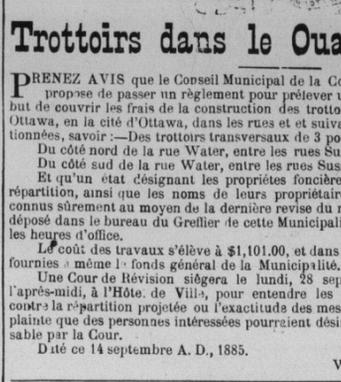 Trottoirs dans le Qua
PRENEZ AVIS que le Conseil Municipal de la Co
propose de passer un règlement pour prélever u
but de couvrir les frais de la construction des trotto
Ottawa, en la cité d'Ottawa, dans les rues et et suiva
tionnées, savoir :—Des trottoirs transversaux de 3 po
Du côté nord de la rue Water, entre les rues Sus
Du côté sud de la rue Water, entre les rues Sus
Et qu'un état désignant les propriétes foncière
répartition, ainsi que les noms de leurs propriétaire
connus sûrement au moyen de la dernière revise du r
déposé dans le bureau du Greffier de cette Municipali
les heures d'office.
Le coût des travaux s'élève à $1,101.00, et dans
fournies à même le fonds général de la Municipalité.
Une Cour de Révision siégera le lundi, 28 sep
l'après-midi, à l'Hôte. de Ville, pour entendre les
contre la répartition projetée ou l'exactitude des mes
plainte que des personnes intéressées pourraient dési
sable par la Cour.
Daté ce 14 septembre A. D., 1885.
W